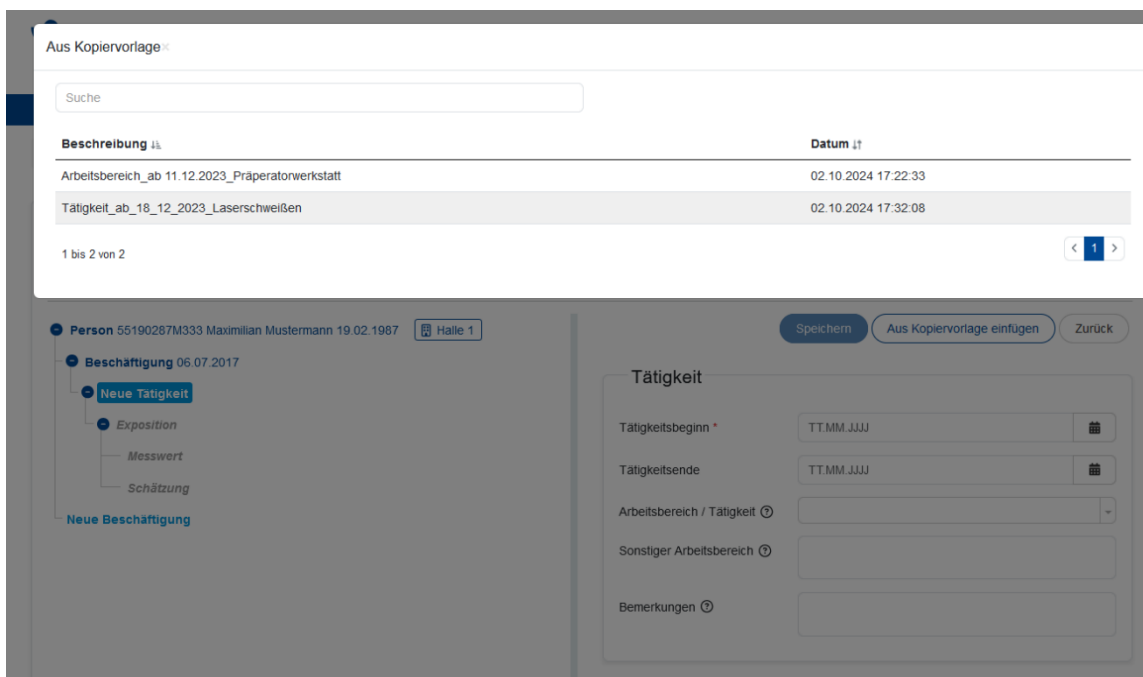 Aus Kopiervorlage×
Suche
Beschreibung Datum
Arbeitsbereich_ab 11.12.2023_Präperatorwerkstatt 02.10.2024 17:22:33
Tätigkeit_ab_18_12_2023_Laserschweißen 02.10.2024 17:32:08
1 bis 2 von 2 < 1 >
Person 55190287M333 Maximilian Mustermann 19.02.1987 Halle 1
Beschäftigung 06.07.2017
Neue Tätigkeit
Exposition
Messwert
Schätzung
Neue Beschäftigung
Speichern Aus Kopiervorlage einfügen Zurück
Tätigkeit
Tätigkeitsbeginn * TT.MM.JJJJ
Tätigkeitsende TT.MM.JJJJ
Arbeitsbereich / Tätigkeit ?
Sonstiger Arbeitsbereich ?
Bemerkungen ?